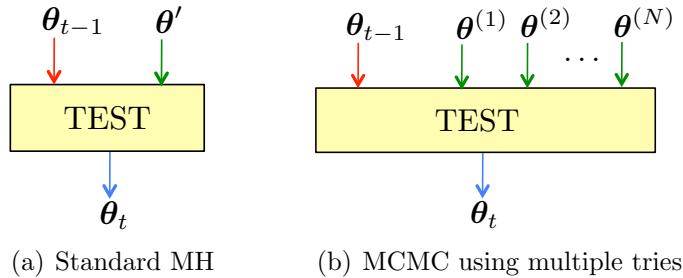 θ_{t−1} θ′ θ_{t−1} θ^{(1)} θ^{(2)} ... θ^{(N)}
TEST TEST
θ_t θ_t
(a) Standard MH (b) MCMC using multiple tries